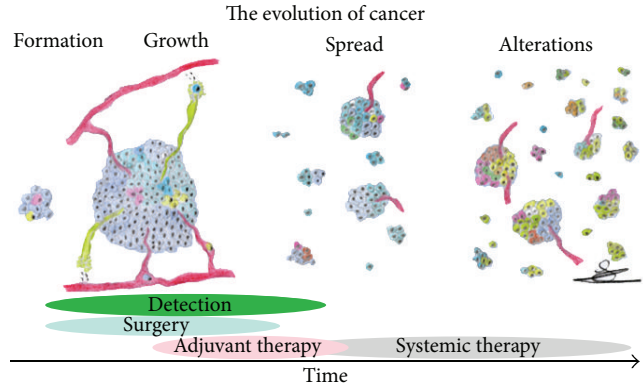 The evolution of cancer
Formation
Growth
Spread
Alterations
Detection
Surgery
Adjuvant therapy
Systemic therapy
Time